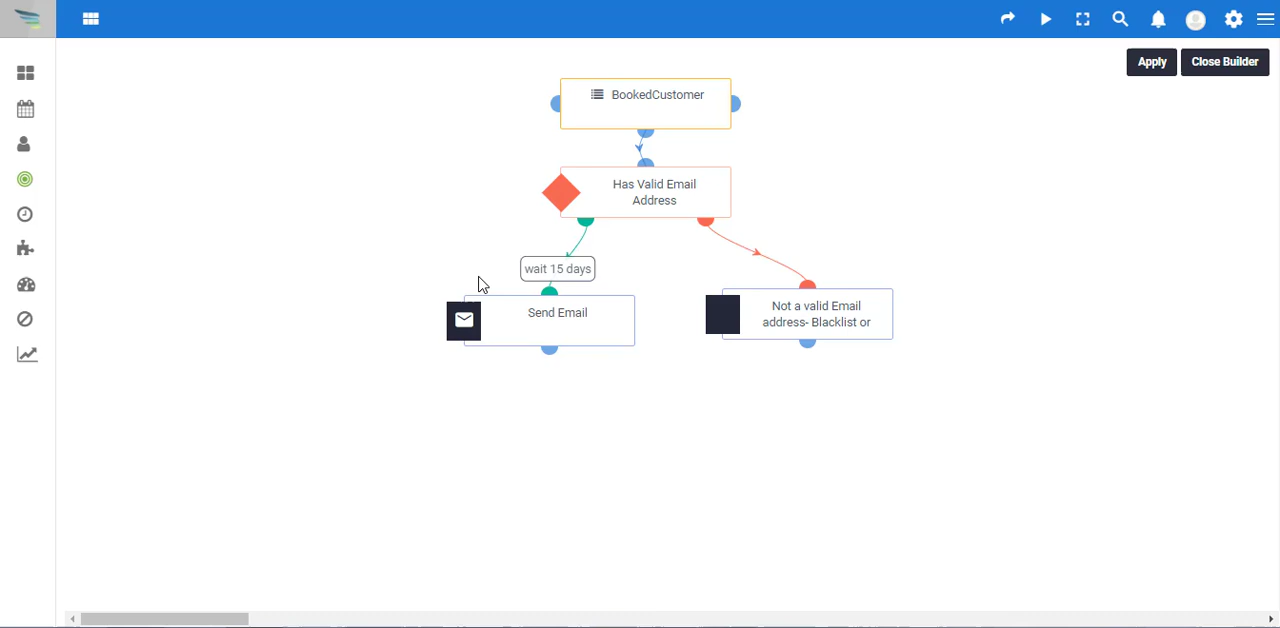 Apply
Close Builder
BookedCustomer
Has Valid Email
Address
wait 15 days
Send Email
Not a valid Email
address- Blacklist or